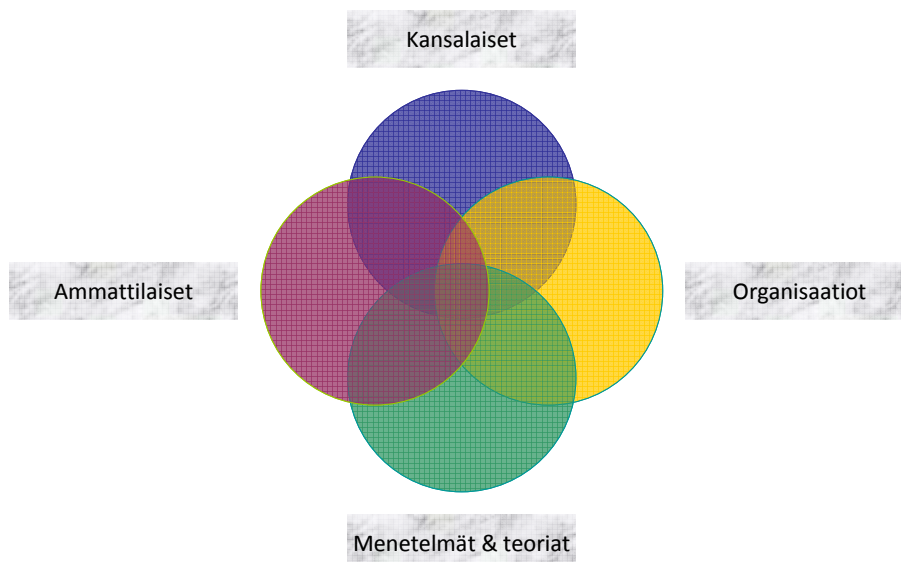 Kansalaiset
Ammattilaiset
Organisaatiot
Menetelmät & teoriat